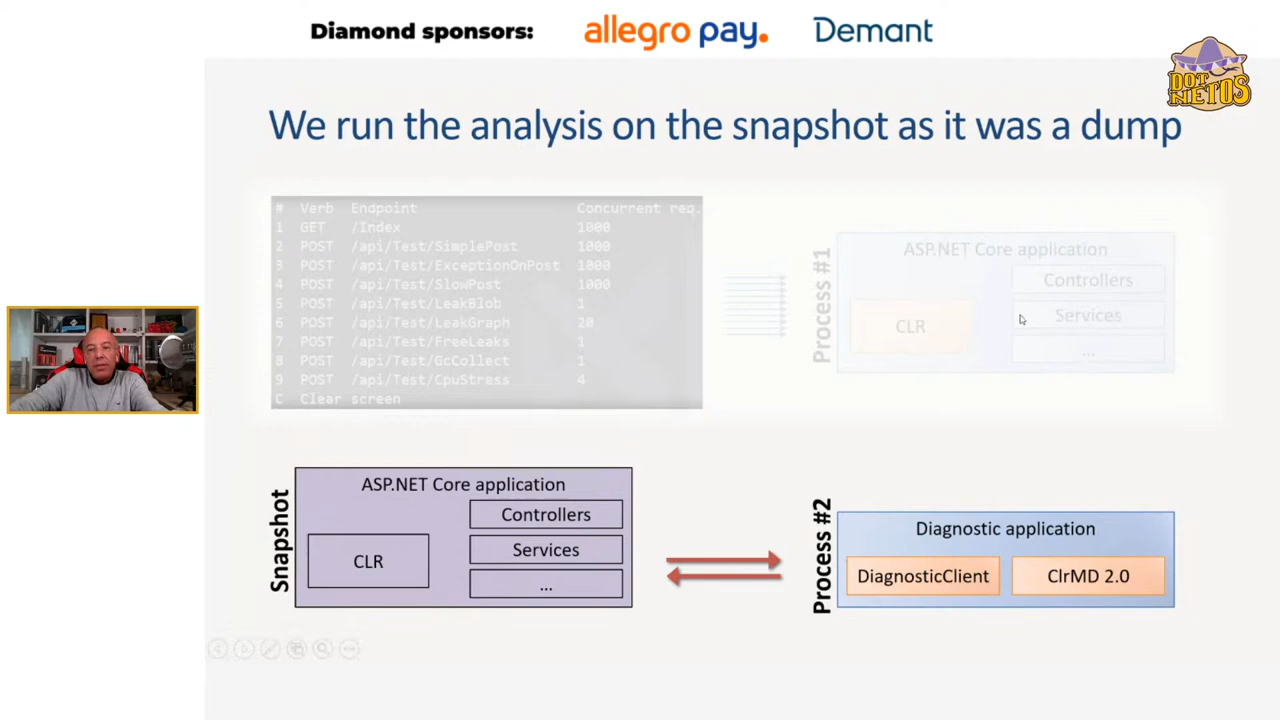 Diamond sponsors:
allegro pay.
Demant
DOT
NETOS
We run the analysis on the snapshot as it was a dump
# Verb Endpoint Concurrent req.
1 GET /Index 1000
2 POST /api/Test/SimplePost 1000
3 POST /api/Test/ExceptionOnPost 1000
4 POST /api/Test/SlowPost 1000
5 POST /api/Test/LeakBlob 1
6 POST /api/Test/LeakGraph 20
7 POST /api/Test/FreeLeaks 1
8 POST /api/Test/GcCollect 1
9 POST /api/Test/CpuStress 4
C Clear screen
Process #1
ASP.NET Core application
Controllers
CLR
Services
...
Snapshot
ASP.NET Core application
Controllers
CLR
Services
...
Process #2
Diagnostic application
DiagnosticClient
ClrMD 2.0